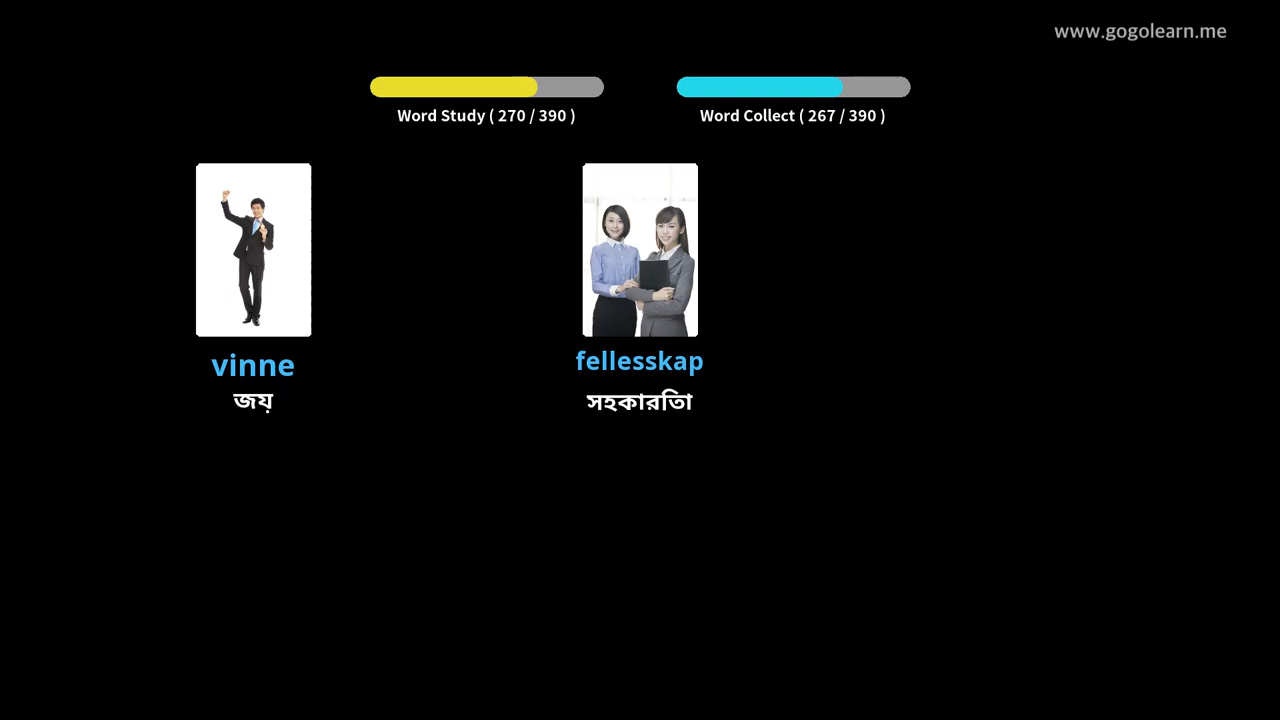 www.gogolearn.me
Word Study ( 270 / 390 )
Word Collect ( 267 / 390 )
vinne
fellesskap
জয়
সহকারিতা